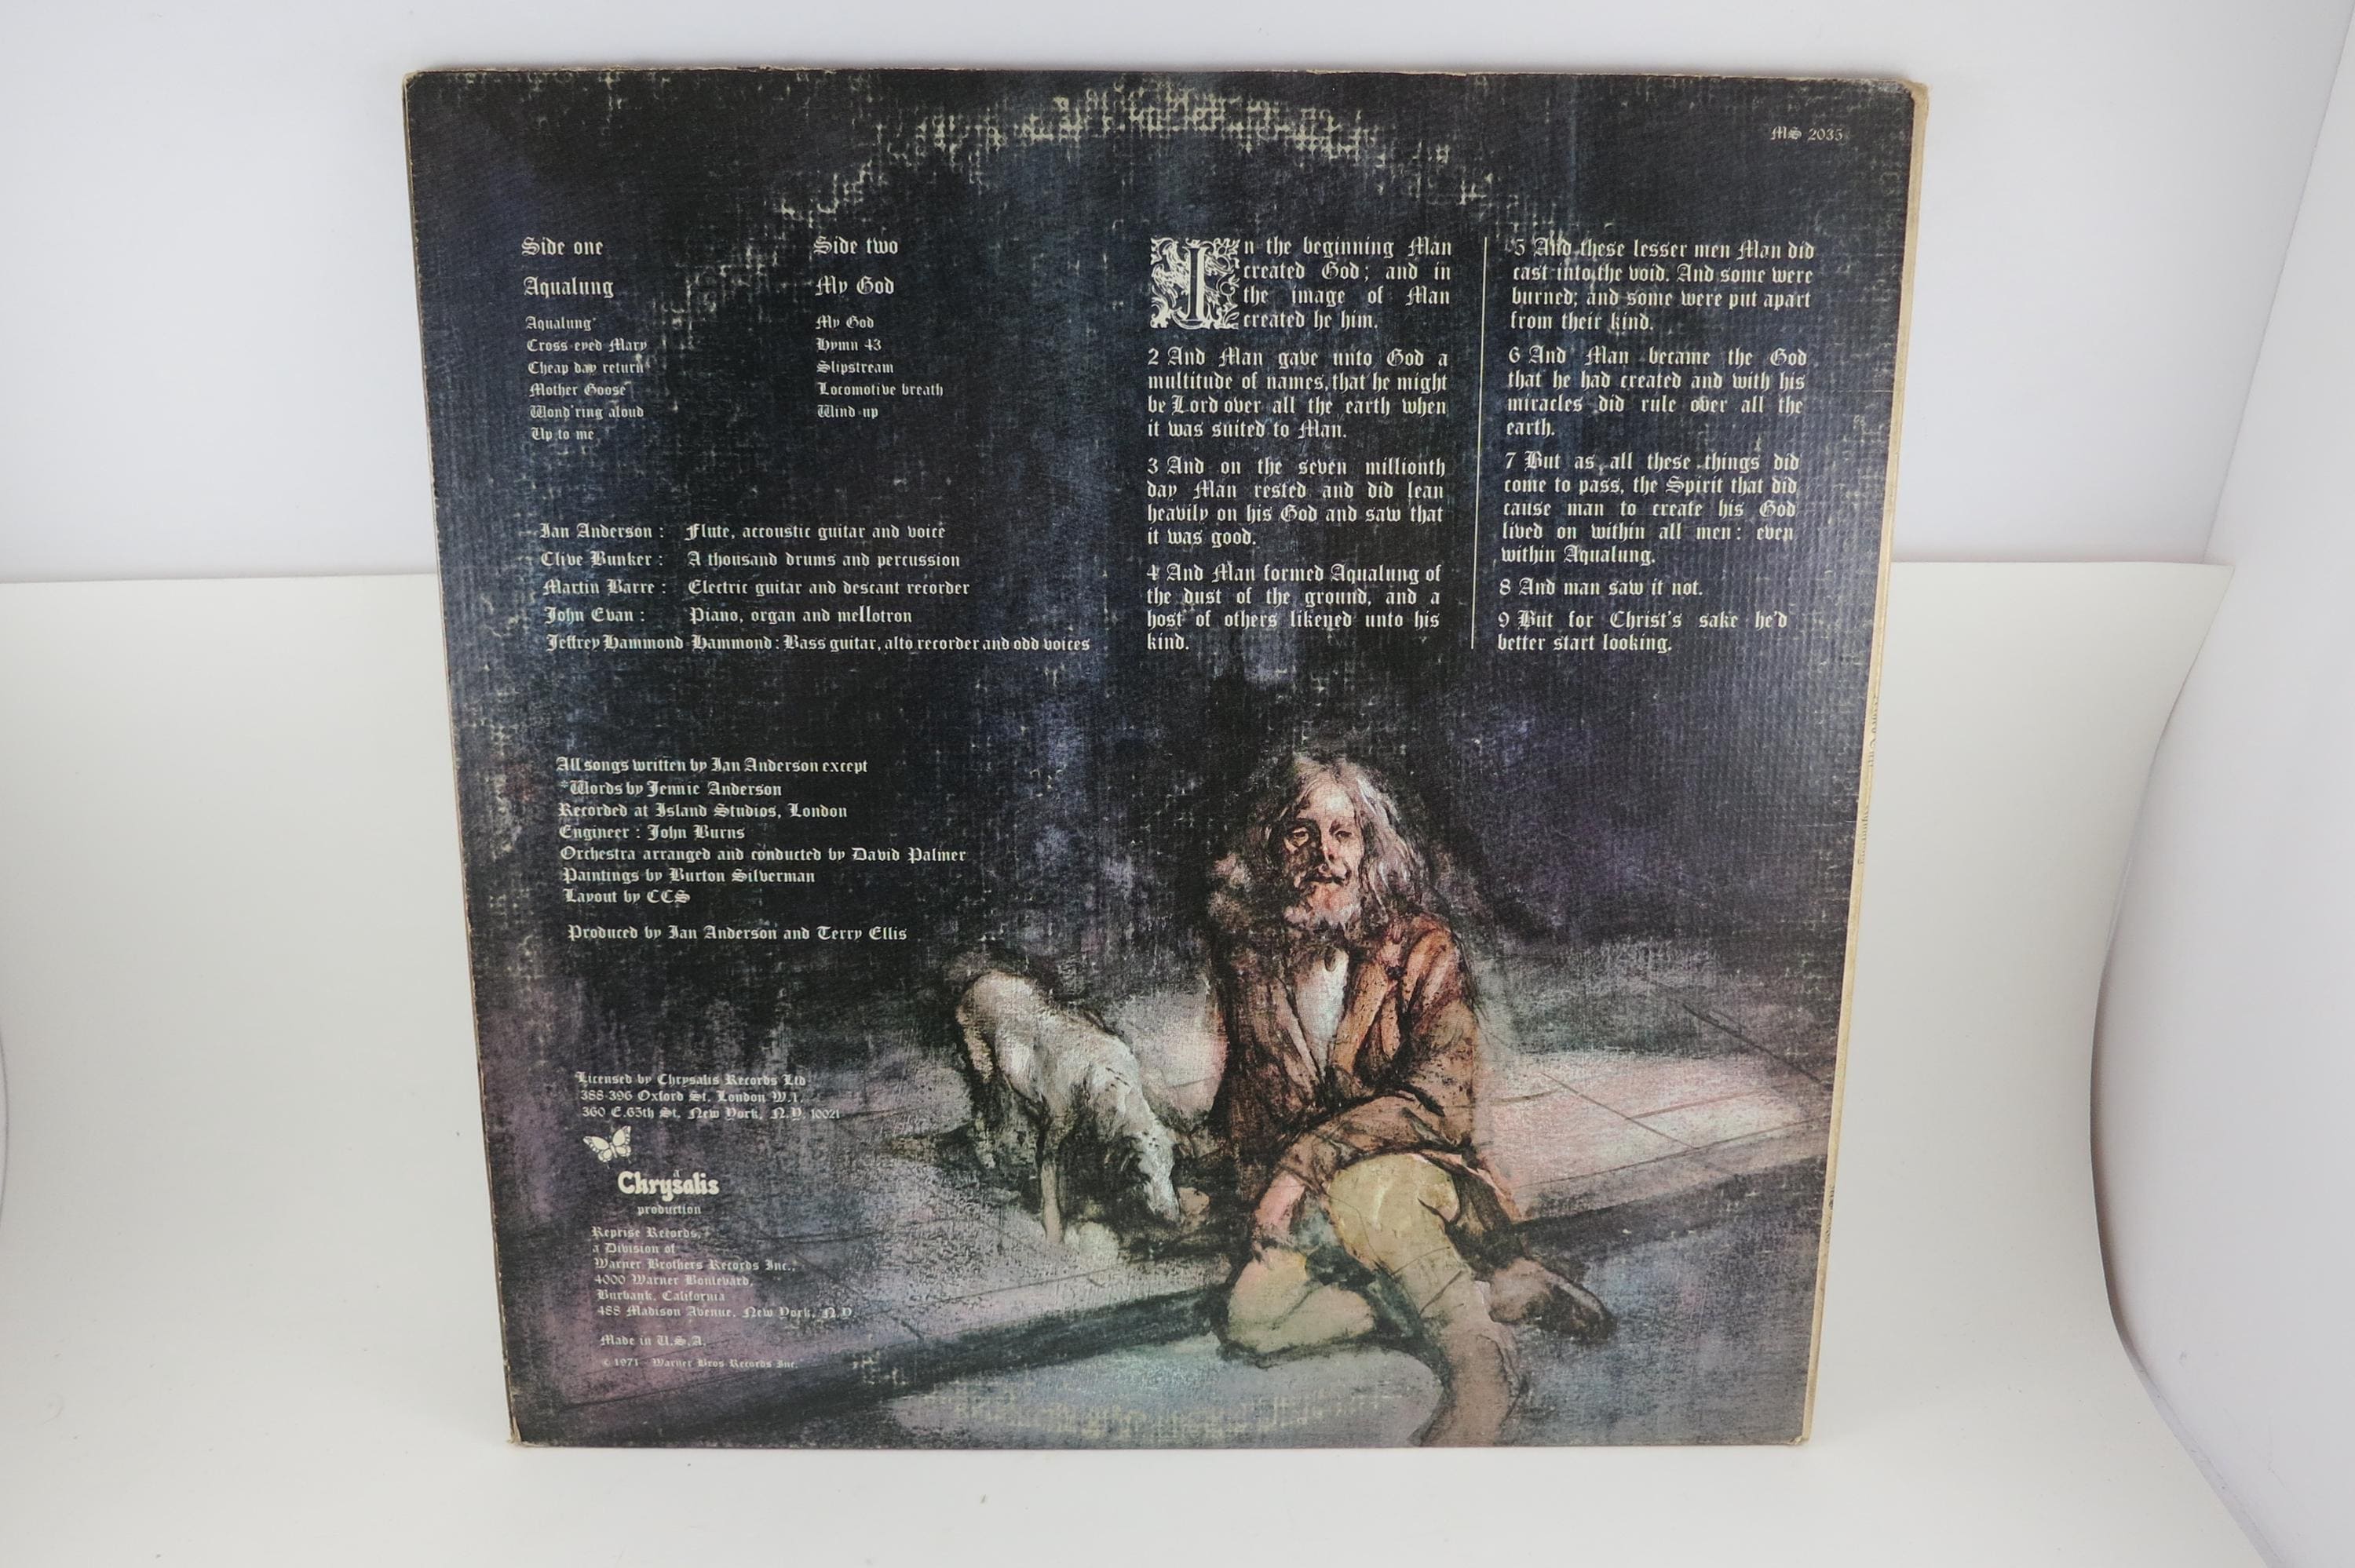 MS 2035
Side one
Aqualung
Aqualung*
Cross-eyed Mary
Cheap day return
Mother Goose
Wond'ring aloud
Up to me
Side two
My God
My God
Hymn 43
Slipstream
Locomotive breath
Wind-up
Ian Anderson : Flute, accoustic guitar and voice
Clive Bunker : A thousand drums and percussion
Martin Barre : Electric guitar and descant recorder
John Evan : Piano, organ and mellotron
Jeffrey Hammond-Hammond : Bass guitar, alto recorder and odd voices
All songs written by Ian Anderson except
*Words by Jennie Anderson
Recorded at Island Studios, London
Engineer : John Burns
Orchestra arranged and conducted by David Palmer
Paintings by Burton Silverman
Layout by CCS
Produced by Ian Anderson and Terry Ellis
Licensed by Chrysalis Records Ltd
388-396 Oxford St. London W.1.
360 E.65th St. New York, N.Y. 10021
a
Chrysalis
production
Reprise Records,
a Division of
Warner Brothers Records Inc.,
4000 Warner Boulevard,
Burbank, California
488 Madison Avenue, New York, N.Y.
Made in U.S.A.
© 1971 Warner Bros Records Inc.
In the beginning Man
created God; and in
the image of Man
created he him.
2 And Man gave unto God a
multitude of names, that he might
be Lord over all the earth when
it was suited to Man.
3 And on the seven millionth
day Man rested and did lean
heavily on his God and saw that
it was good.
4 And Man formed Aqualung of
the dust of the ground, and a
host of others likened unto his
kind.
5 And these lesser men Man did
cast into the void. And some were
burned; and some were put apart
from their kind.
6 And Man became the God
that he had created and with his
miracles did rule over all the
earth.
7 But as all these things did
come to pass, the Spirit that did
cause man to create his God
lived on within all men: even
within Aqualung.
8 And man saw it not.
9 But for Christ's sake he'd
better start looking.